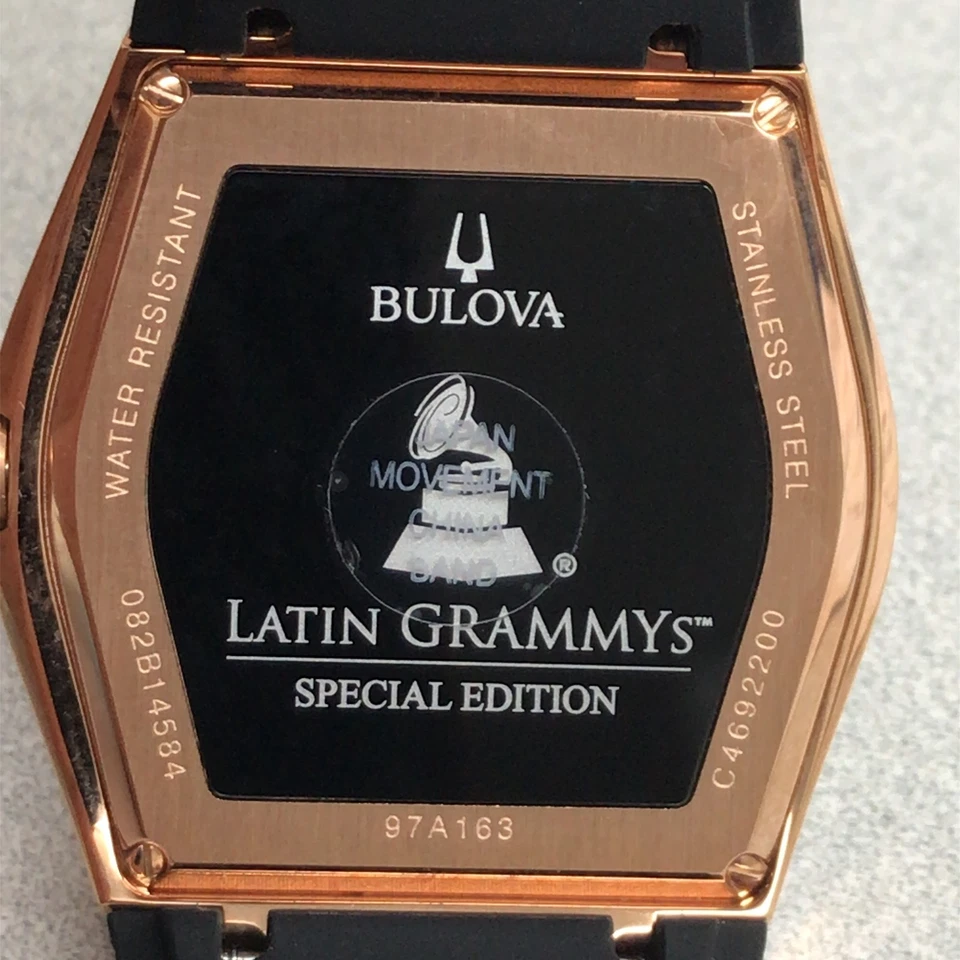 WATER RESISTANT
STAINLESS STEEL
BULOVA
JAPAN
MOVEMENT
CHINA
BAND
®
LATIN GRAMMYS™
SPECIAL EDITION
082B14584
C4692200
97A163